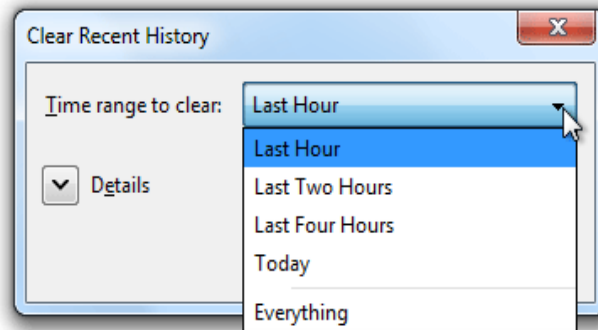 Clear Recent History
Time range to clear: Last Hour
Last Hour
Last Two Hours
Details
Last Four Hours
Today
Everything